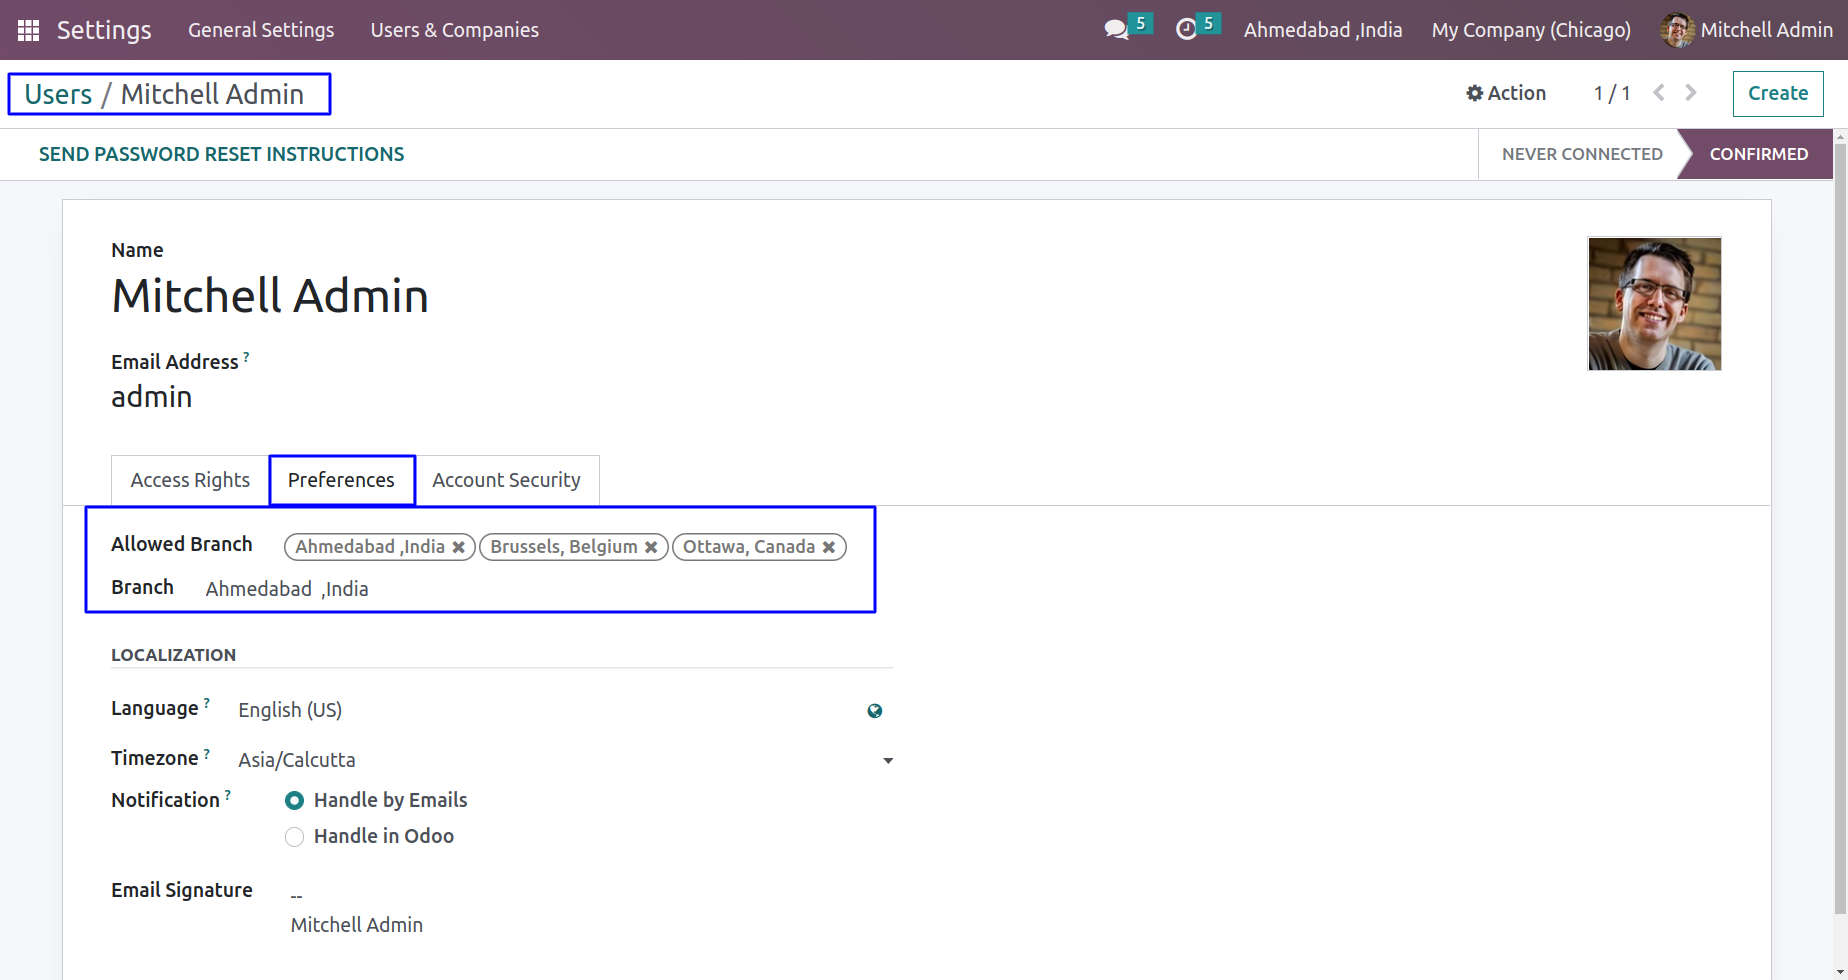 Settings General Settings Users & Companies 5 5 Ahmedabad ,India My Company (Chicago) Mitchell Admin
Users / Mitchell Admin Action 1 / 1 Create
SEND PASSWORD RESET INSTRUCTIONS NEVER CONNECTED CONFIRMED
Name
Mitchell Admin
Email Address ?
admin
Access Rights Preferences Account Security
Allowed Branch Ahmedabad ,India ✖ Brussels, Belgium ✖ Ottawa, Canada ✖
Branch Ahmedabad ,India
LOCALIZATION
Language ? English (US)
Timezone ? Asia/Calcutta
Notification ? Handle by Emails
Handle in Odoo
Email Signature --
Mitchell Admin